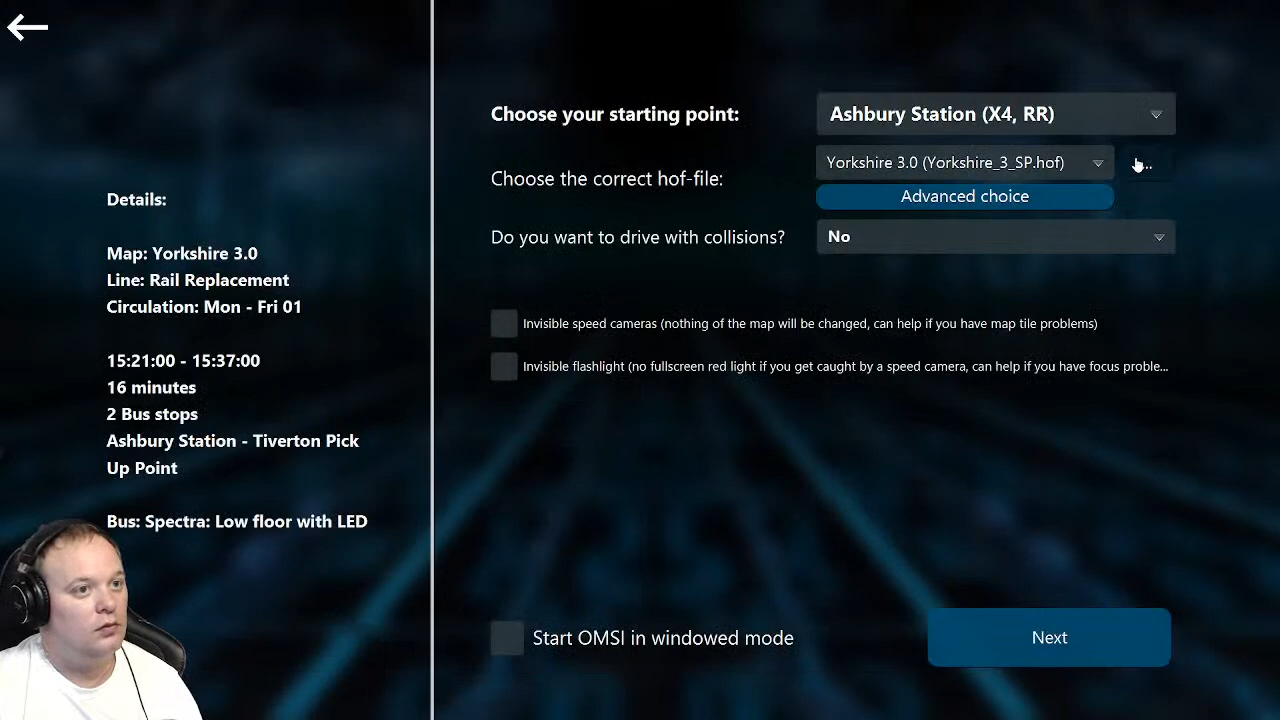 Choose your starting point:
Ashbury Station (X4, RR)
Choose the correct hof-file:
Yorkshire 3.0 (Yorkshire_3_SP.hof)
...
Advanced choice
Do you want to drive with collisions?
No
Details:
Map: Yorkshire 3.0
Line: Rail Replacement
Circulation: Mon - Fri 01
15:21:00 - 15:37:00
16 minutes
2 Bus stops
Ashbury Station - Tiverton Pick
Up Point
Bus: Spectra: Low floor with LED
Invisible speed cameras (nothing of the map will be changed, can help if you have map tile problems)
Invisible flashlight (no fullscreen red light if you get caught by a speed camera, can help if you have focus proble...
Start OMSI in windowed mode
Next